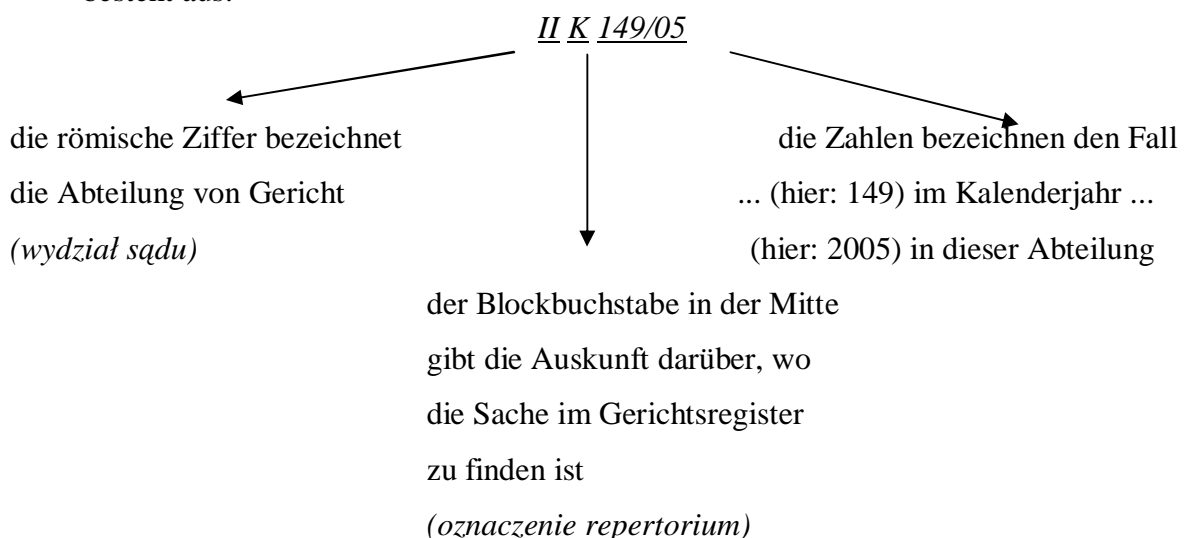 besteht aus:
II K 149/05
die römische Ziffer bezeichnet
die Abteilung von Gericht
(wydział sądu)
die Zahlen bezeichnen den Fall
... (hier: 149) im Kalenderjahr ...
(hier: 2005) in dieser Abteilung
der Blockbuchstabe in der Mitte
gibt die Auskunft darüber, wo
die Sache im Gerichtsregister
zu finden ist
(oznaczenie repertorium)